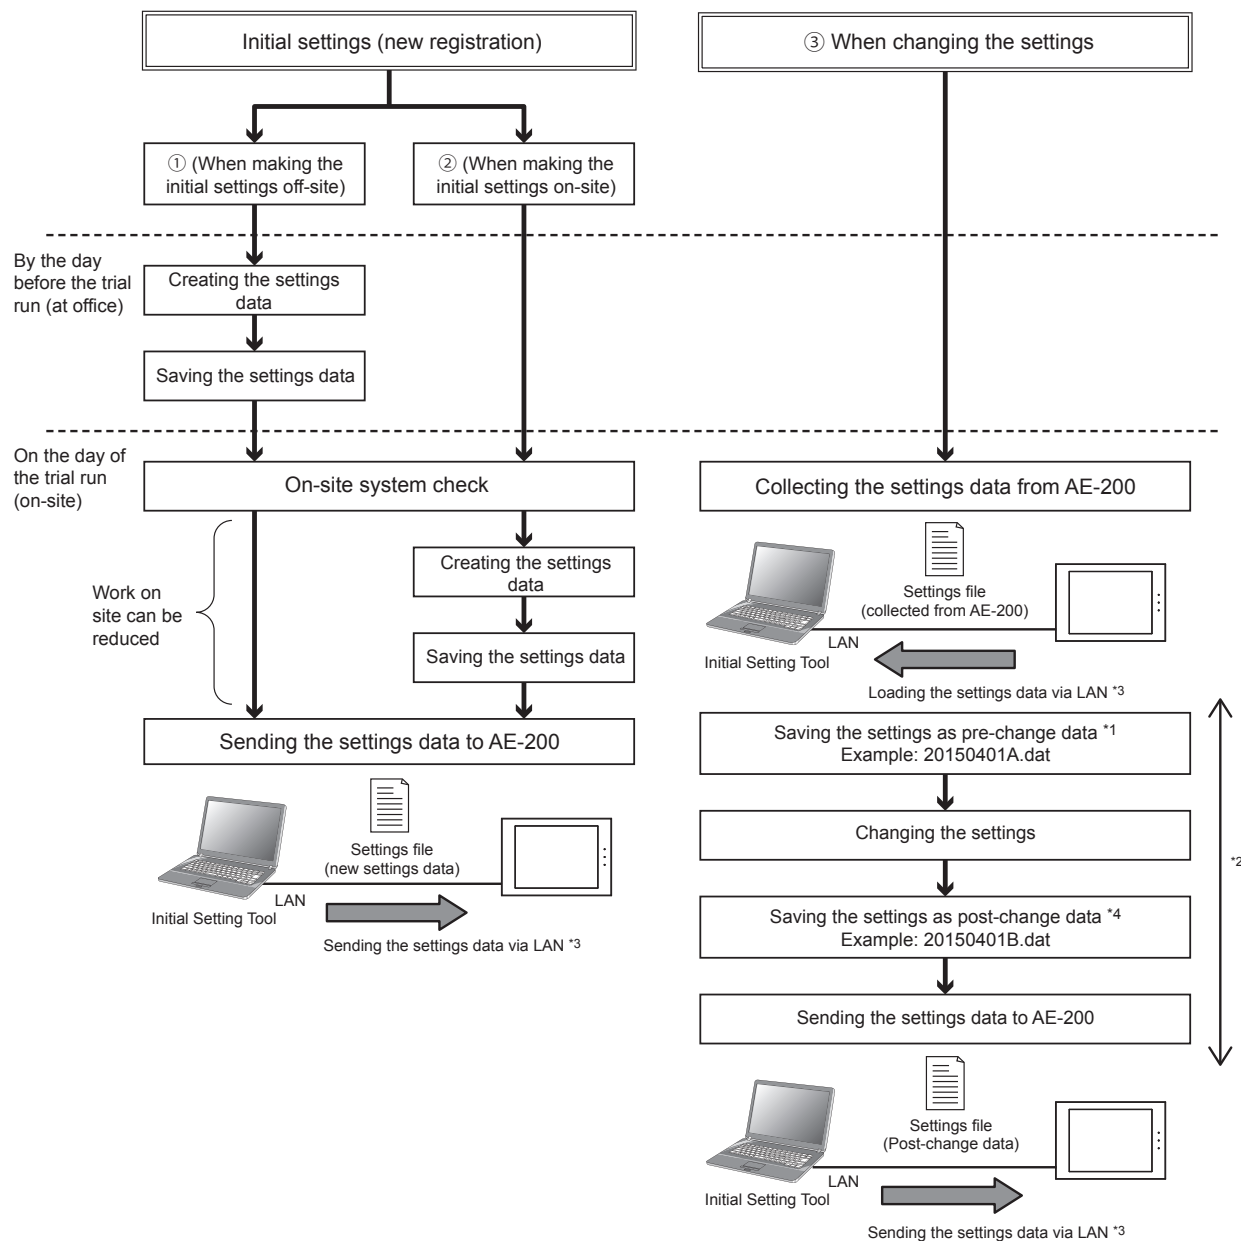 Initial settings (new registration)
③ When changing the settings
① (When making the
initial settings off-site)
② (When making the
initial settings on-site)
By the day
before the trial
run (at office)
Creating the settings
data
Saving the settings data
On the day of
the trial run
(on-site)
On-site system check
Work on
site can be
reduced
Creating the settings
data
Saving the settings data
Sending the settings data to AE-200
Settings file
(new settings data)
LAN
Initial Setting Tool
Sending the settings data via LAN *3
Collecting the settings data from AE-200
Settings file
(collected from AE-200)
LAN
Initial Setting Tool
Loading the settings data via LAN *3
Saving the settings as pre-change data *1
Example: 20150401A.dat
Changing the settings
*2
Saving the settings as post-change data *4
Example: 20150401B.dat
Sending the settings data to AE-200
Settings file
(Post-change data)
LAN
Initial Setting Tool
Sending the settings data via LAN *3